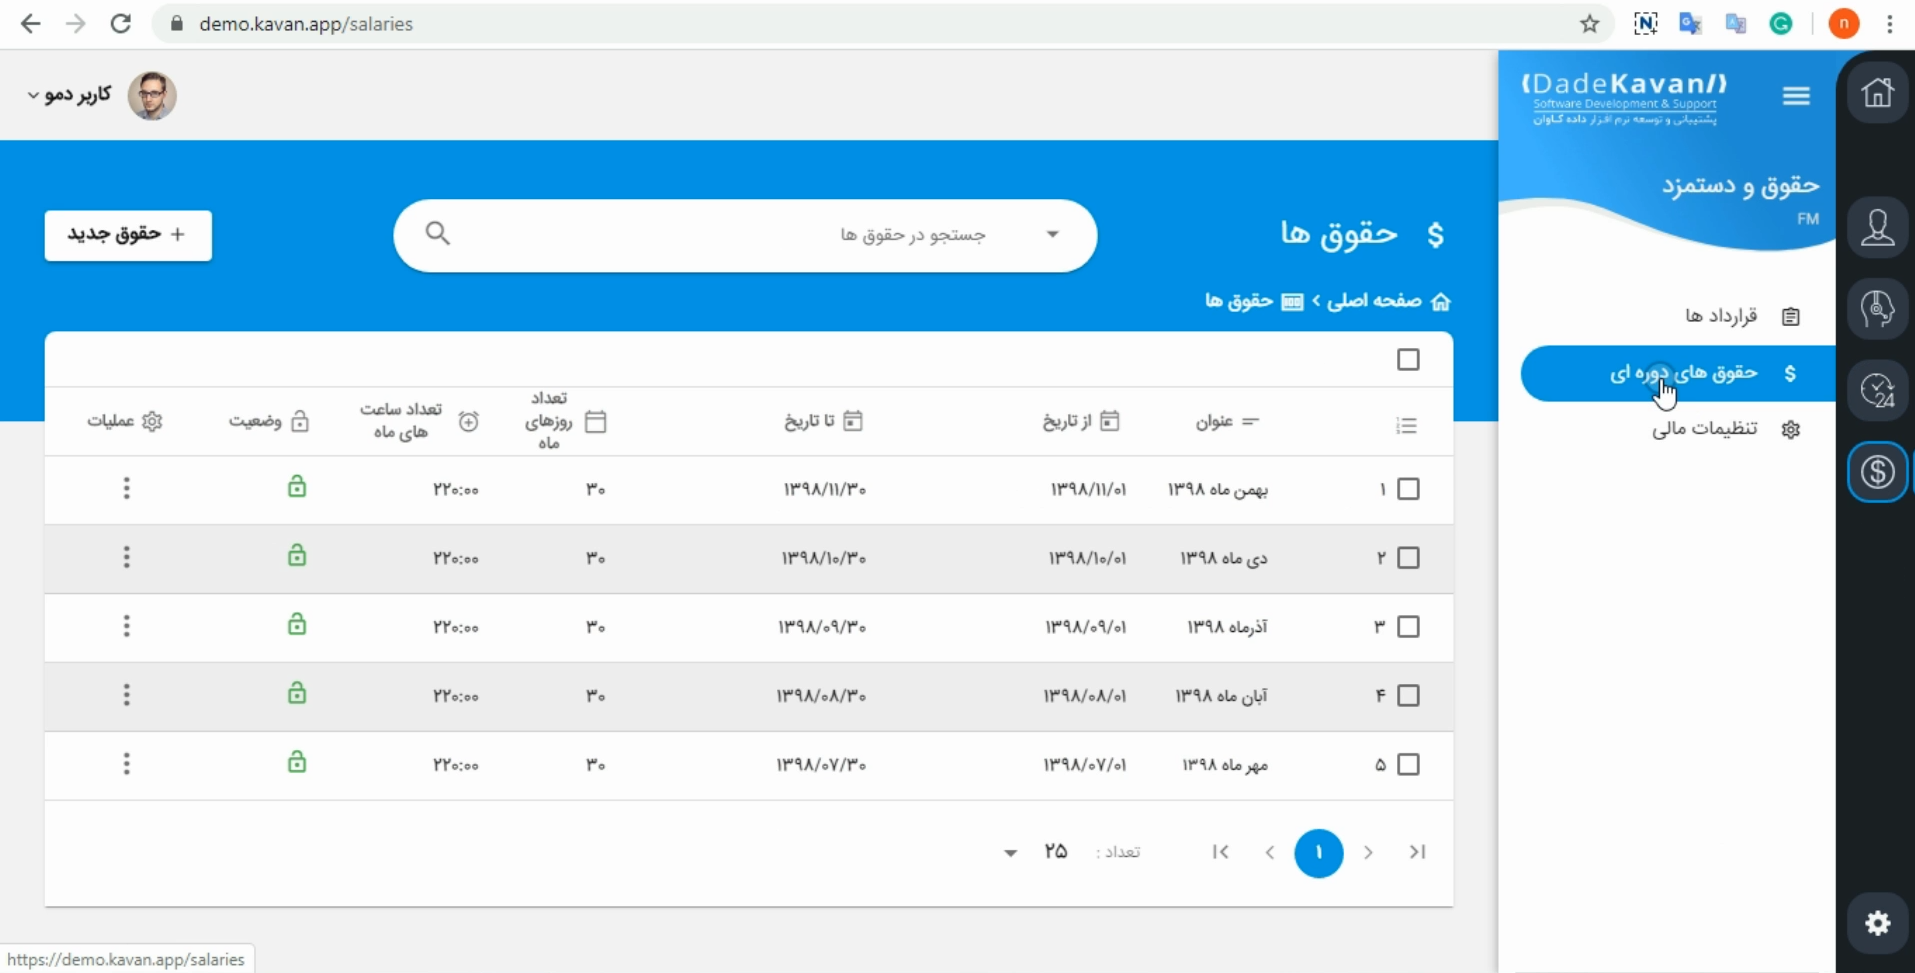 demo.kavan.app/salaries
n
کاربر دمو
(DadeKavan/)
Software Development & Support
پشتیبانی و توسعه نرم افزار داده کاوان
حقوق و دستمزد
FM
قرارداد ها
حقوق های دوره ای
تنظیمات مالی
24
حقوق ها
جستجو در حقوق ها
+ حقوق جدید
صفحه اصلی > حقوق ها
عنوان
از تاریخ
تا تاریخ
تعداد روزهای ماه
تعداد ساعت های ماه
وضعیت
عملیات
۱ بهمن ماه ۱۳۹۸ ۱۳۹۸/۱۱/۰۱ ۱۳۹۸/۱۱/۳۰ ۳۰ ۲۲۰:۰۰
۲ دی ماه ۱۳۹۸ ۱۳۹۸/۱۰/۰۱ ۱۳۹۸/۱۰/۳۰ ۳۰ ۲۲۰:۰۰
۳ آذرماه ۱۳۹۸ ۱۳۹۸/۰۹/۰۱ ۱۳۹۸/۰۹/۳۰ ۳۰ ۲۲۰:۰۰
۴ آبان ماه ۱۳۹۸ ۱۳۹۸/۰۸/۰۱ ۱۳۹۸/۰۸/۳۰ ۳۰ ۲۲۰:۰۰
۵ مهر ماه ۱۳۹۸ ۱۳۹۸/۰۷/۰۱ ۱۳۹۸/۰۷/۳۰ ۳۰ ۲۲۰:۰۰
۱
تعداد : ۲۵
https://demo.kavan.app/salaries